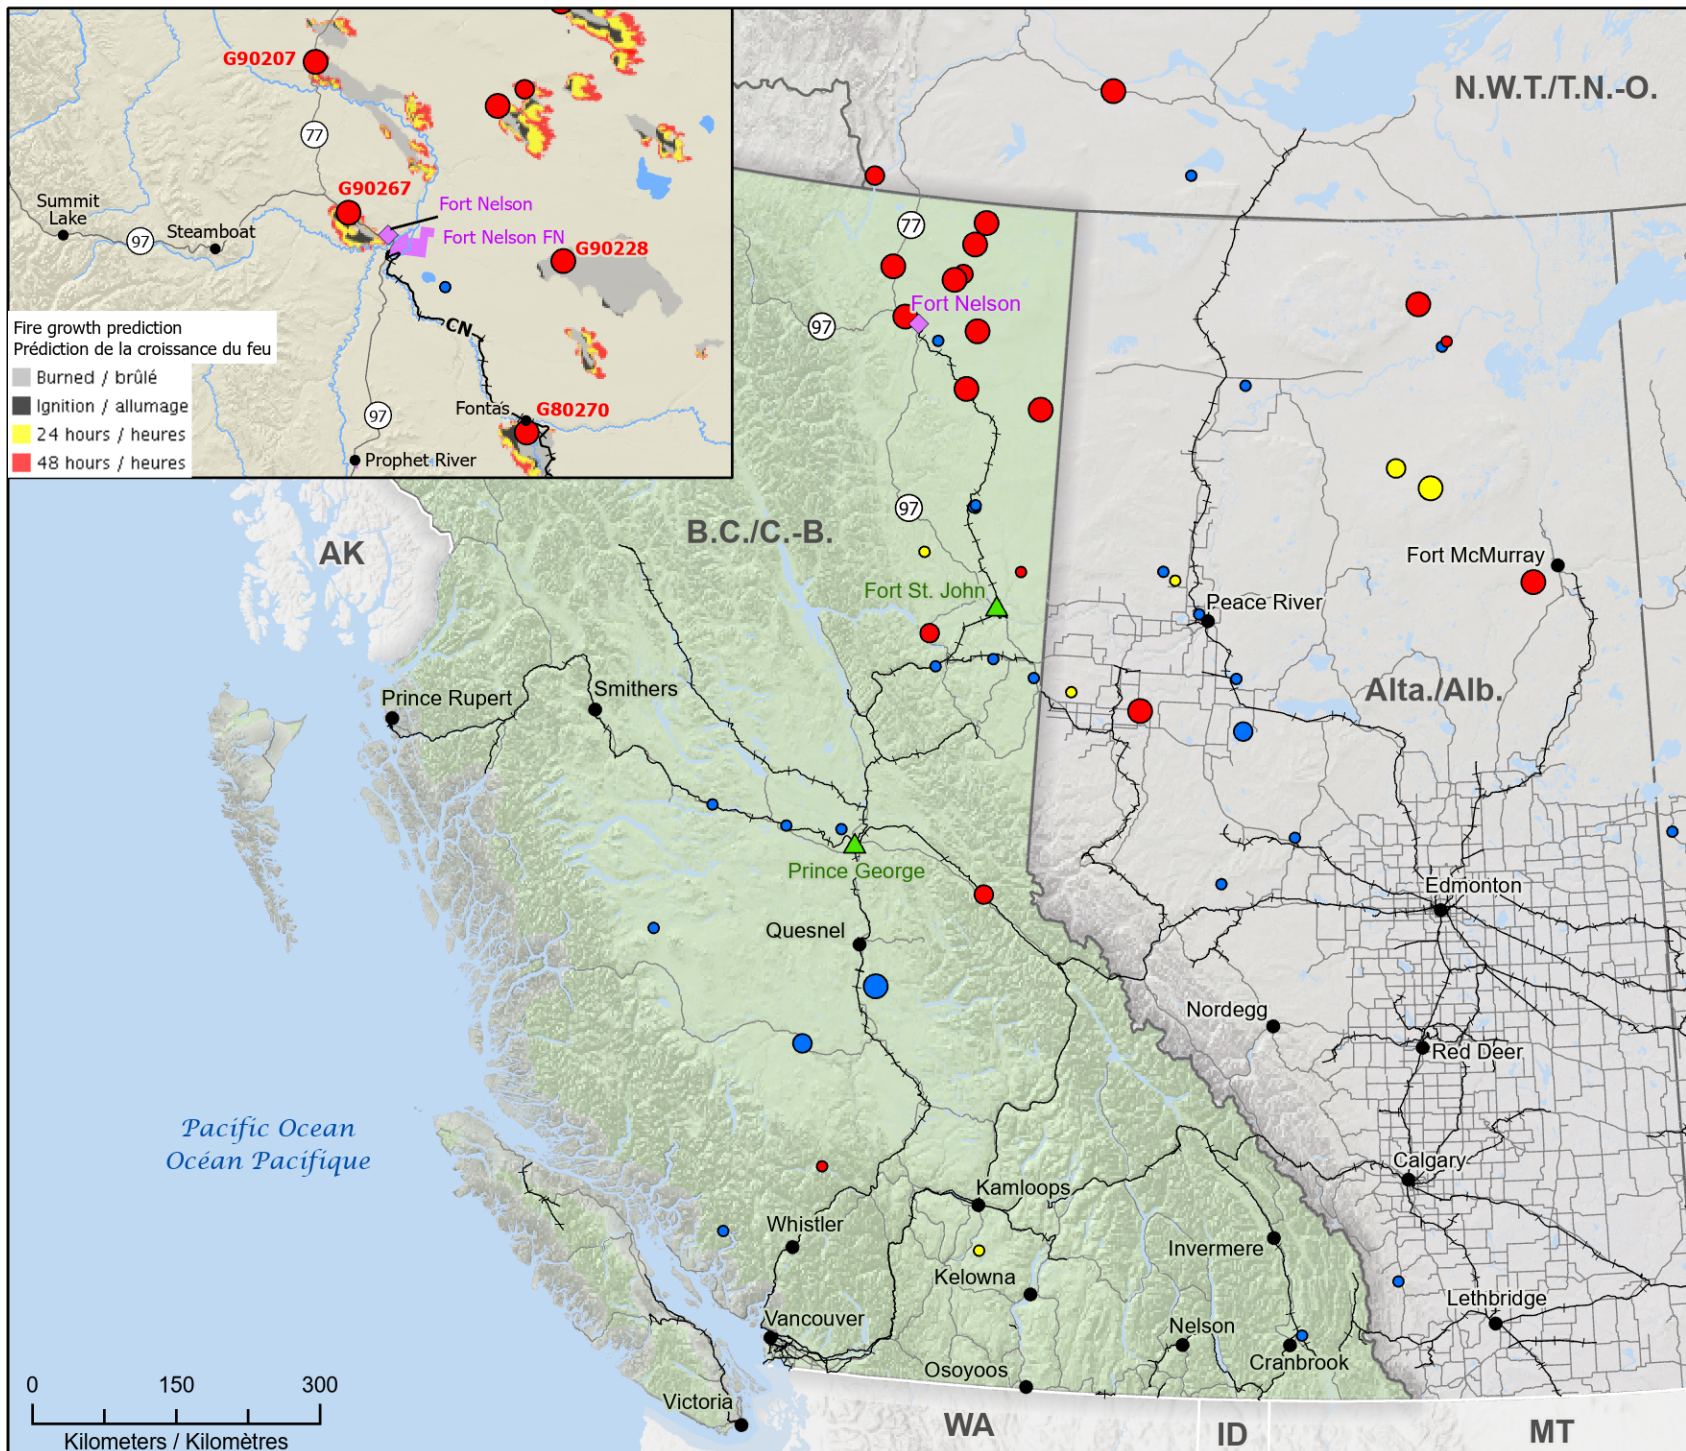 G90207
77
G90267
Summit
Lake
97
Steamboat
Fort Nelson
Fort Nelson FN
G90228
CN
Fire growth prediction
Prédiction de la croissance du feu
Burned / brûlé
Ignition / allumage
24 hours / heures
48 hours / heures
97
Fontas
G80270
Prophet River
N.W.T./T.N.-O.
77
Fort Nelson
97
97
B.C./C.-B.
AK
Fort McMurray
Fort St. John
Peace River
Alta./Alb.
Prince Rupert
Smithers
Prince George
Edmonton
Quesnel
Nordegg
Red Deer
Pacific Ocean
Océan Pacifique
Calgary
Kamloops
Whistler
Invermere
Kelowna
Lethbridge
Vancouver
Nelson
Cranbrook
Osoyoos
Victoria
0 150 300
Kilometers / Kilomètres
WA
ID
MT